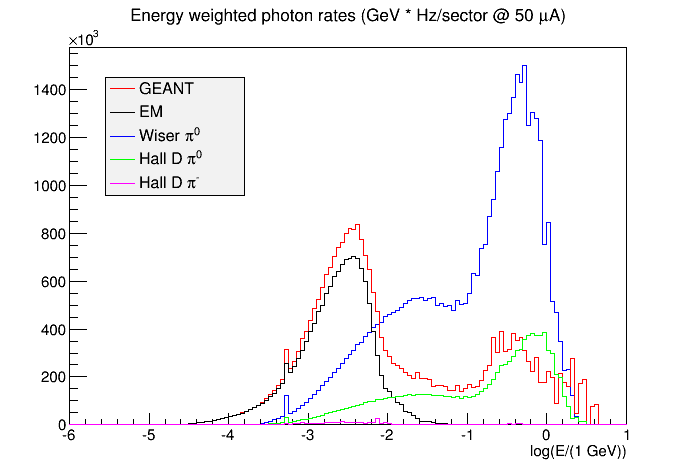 Energy weighted photon rates (GeV * Hz/sector @ 50 μA)
×10³
1400
1200
1000
800
600
400
200
0
GEANT
EM
Wiser π⁰
Hall D π⁰
Hall D π⁻
-6 -5 -4 -3 -2 -1 0 1
log(E/(1 GeV))